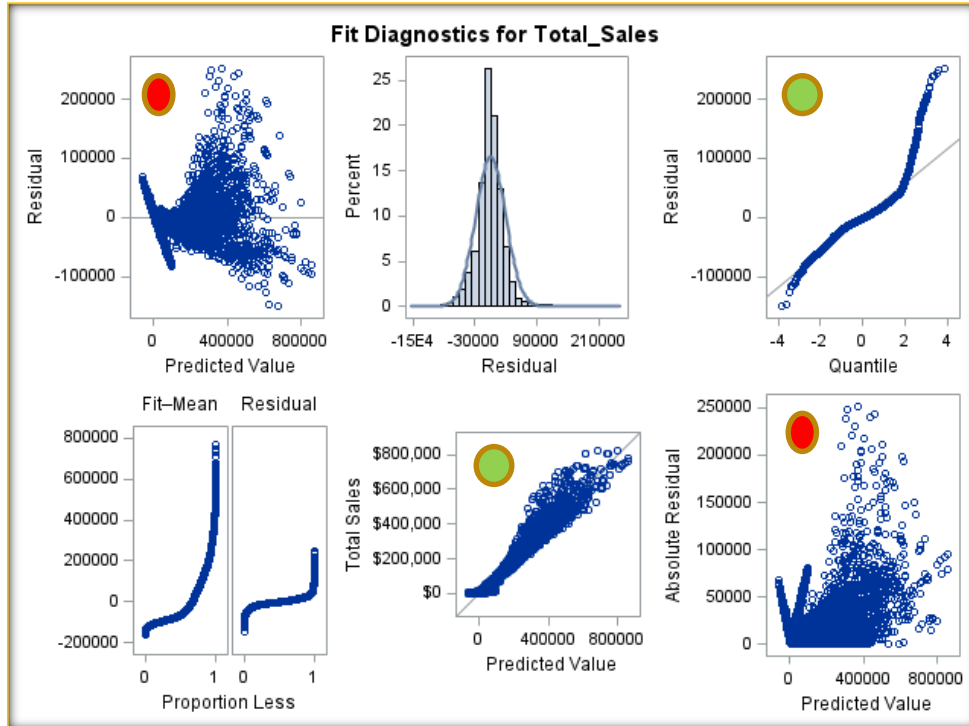 Fit Diagnostics for Total_Sales
200000
100000
0
-100000
Residual
0 400000 800000
Predicted Value
25
20
15
10
5
0
Percent
-15E4 -30000 90000 210000
Residual
200000
100000
0
-100000
Residual
-4 -2 0 2 4
Quantile
Fit–Mean Residual
800000
600000
400000
200000
0
-200000
0 1 0 1
Proportion Less
$800,000
$600,000
$400,000
$200,000
$0
Total Sales
0 400000 800000
Predicted Value
250000
200000
150000
100000
50000
0
Absolute Residual
0 400000 800000
Predicted Value